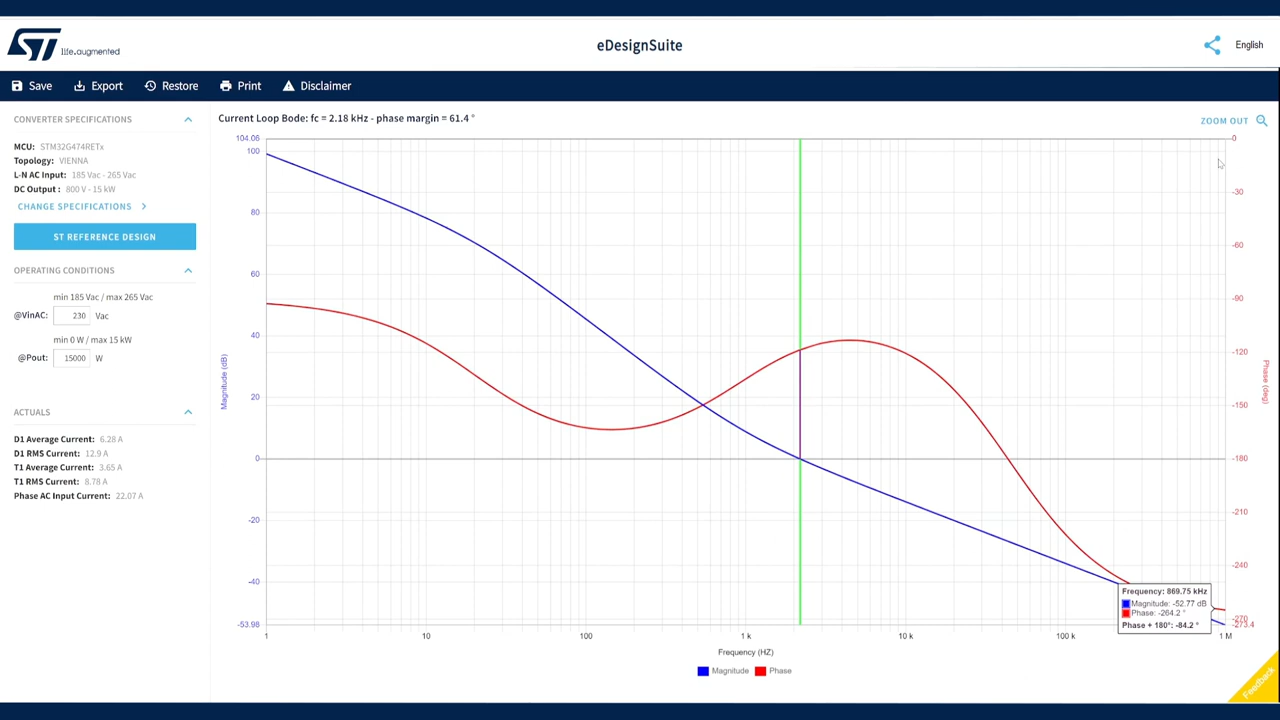 ST
life.augmented
eDesignSuite
English
Save
Export
Restore
Print
Disclaimer
CONVERTER SPECIFICATIONS
MCU: STM32G474RETx
Topology: VIENNA
L-N AC Input: 185 Vac - 265 Vac
DC Output : 800 V - 15 kW
CHANGE SPECIFICATIONS
ST REFERENCE DESIGN
OPERATING CONDITIONS
min 185 Vac / max 265 Vac
@VinAC: 230 Vac
min 0 W / max 15 kW
@Pout: 15000 W
ACTUALS
D1 Average Current: 6.28 A
D1 RMS Current: 12.9 A
T1 Average Current: 3.65 A
T1 RMS Current: 8.78 A
Phase AC Input Current: 22.07 A
Current Loop Bode: fc = 2.18 kHz - phase margin = 61.4 °
ZOOM OUT
104.06
100
80
60
40
20
0
-20
-40
-53.98
Magnitude (dB)
0
-30
-60
-90
-120
-150
-180
-210
-240
-270
Phase (deg)
Frequency: 869.75 kHz
Magnitude: -52.77 dB
Phase: -264.2 °
Phase + 180°: -84.2 °
1
10
100
1 k
10 k
100 k
1 M
Frequency (HZ)
Magnitude
Phase
Feedback